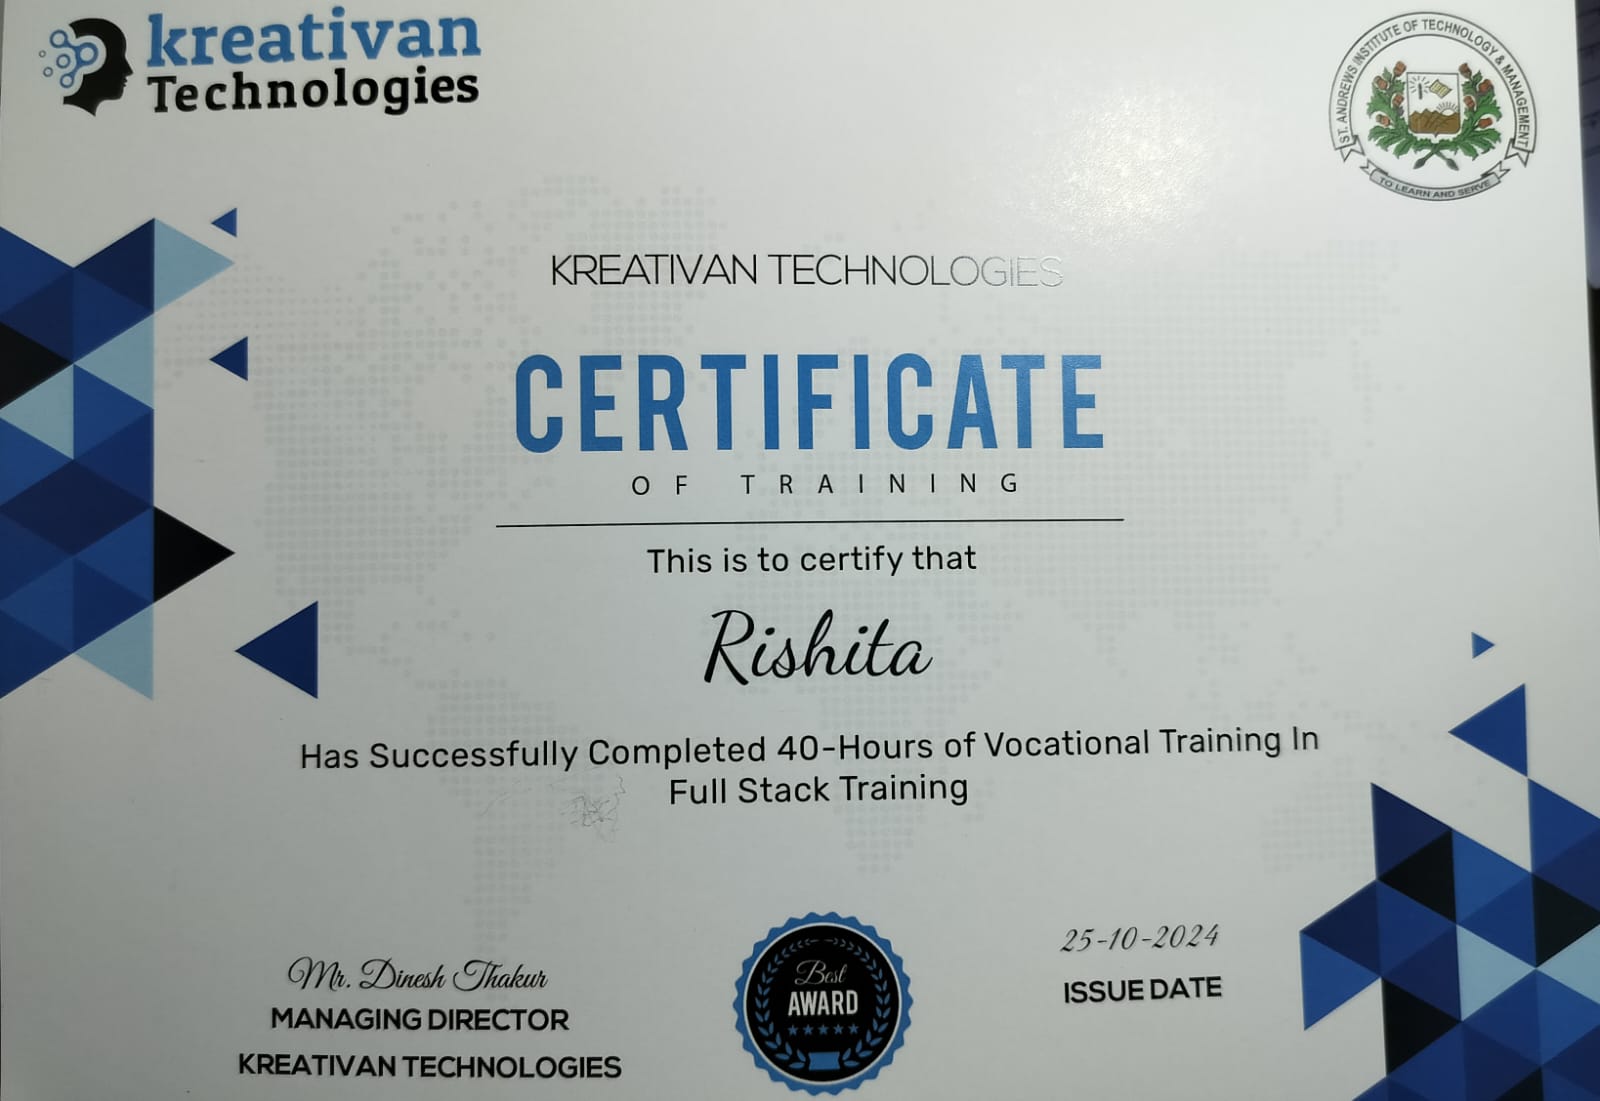 kreativan
Technologies
ST. ANDREWS INSTITUTE OF TECHNOLOGY & MANAGEMENT
TO LEARN AND SERVE
KREATIVAN TECHNOLOGIES
CERTIFICATE
OF TRAINING
This is to certify that
Rishita
Has Successfully Completed 40-Hours of Vocational Training In
Full Stack Training
Mr. Dinesh Thakur
MANAGING DIRECTOR
KREATIVAN TECHNOLOGIES
Best
AWARD
25-10-2024
ISSUE DATE